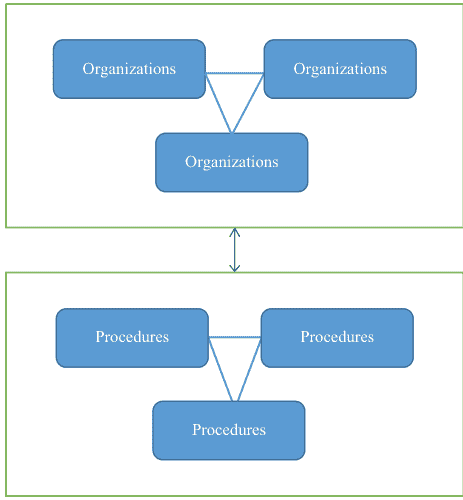 Organizations
Organizations
Organizations
Procedures
Procedures
Procedures